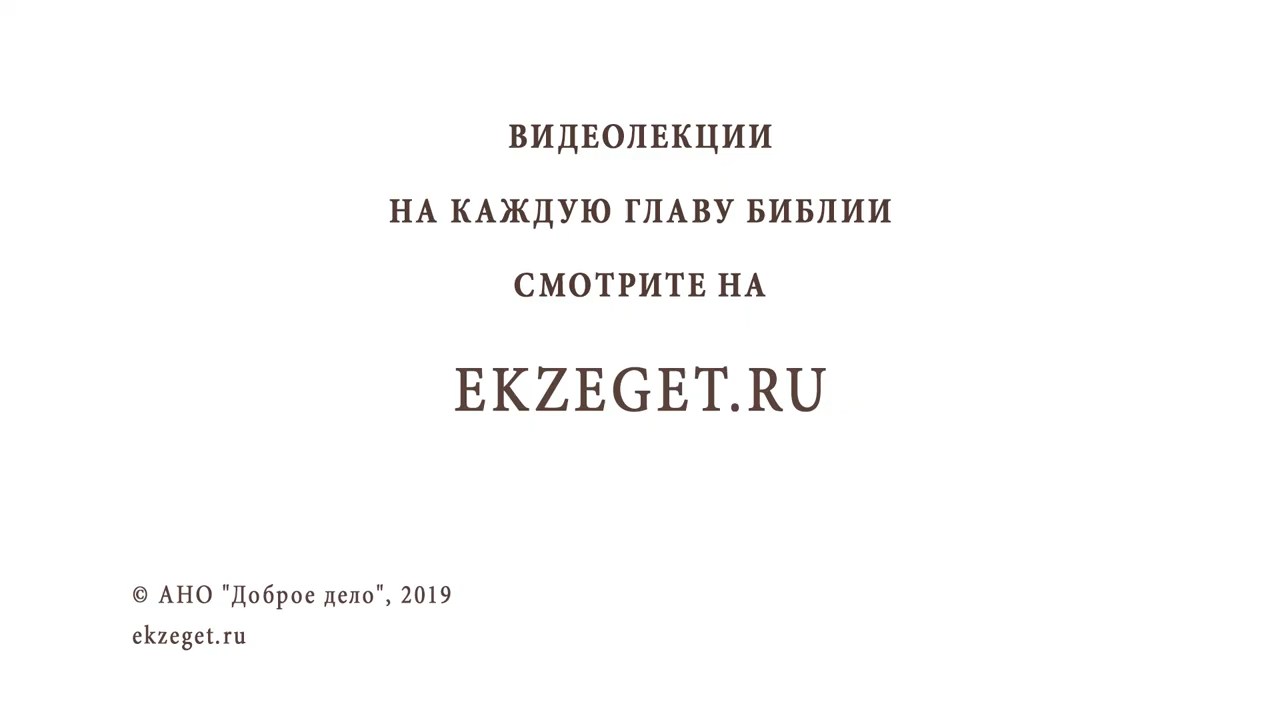 ВИДЕОЛЕКЦИИ
НА КАЖДУЮ ГЛАВУ БИБЛИИ
СМОТРИТЕ НА
EKZEGET.RU
© АНО "Доброе дело", 2019
ekzeget.ru